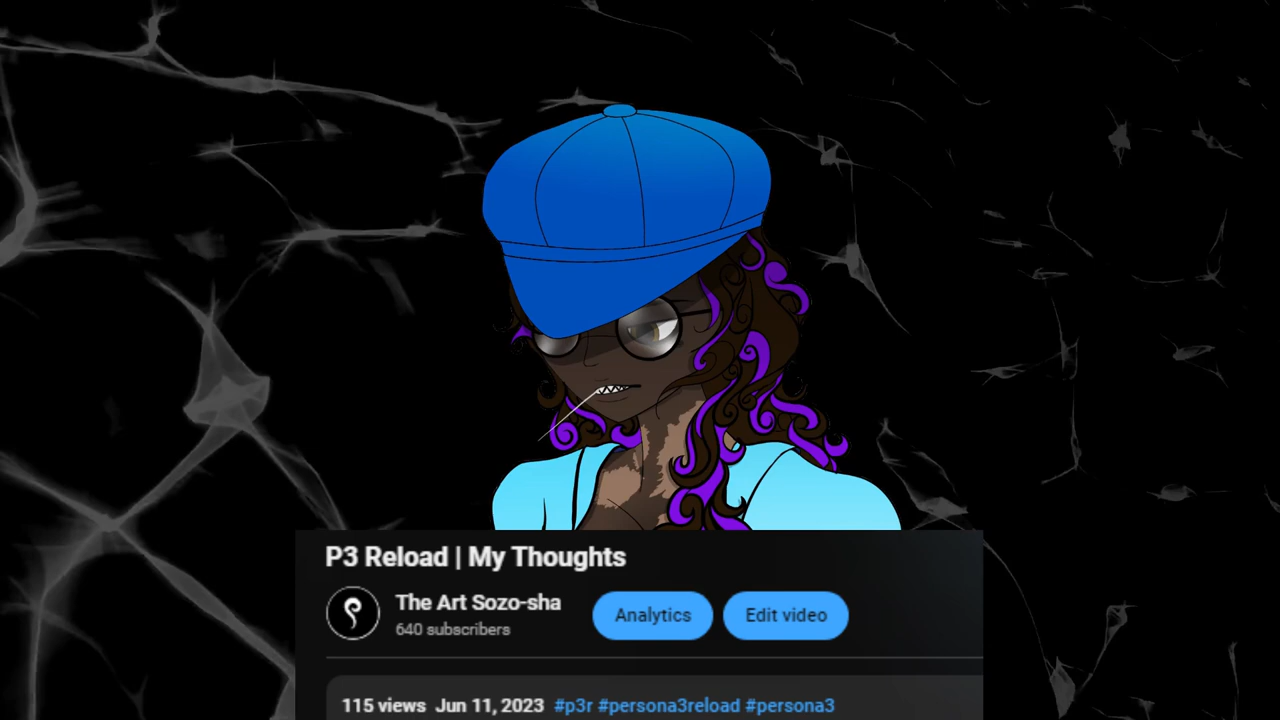 P3 Reload | My Thoughts
The Art Sozo-sha
640 subscribers
Analytics
Edit video
115 views Jun 11, 2023 #p3r #persona3reload #persona3